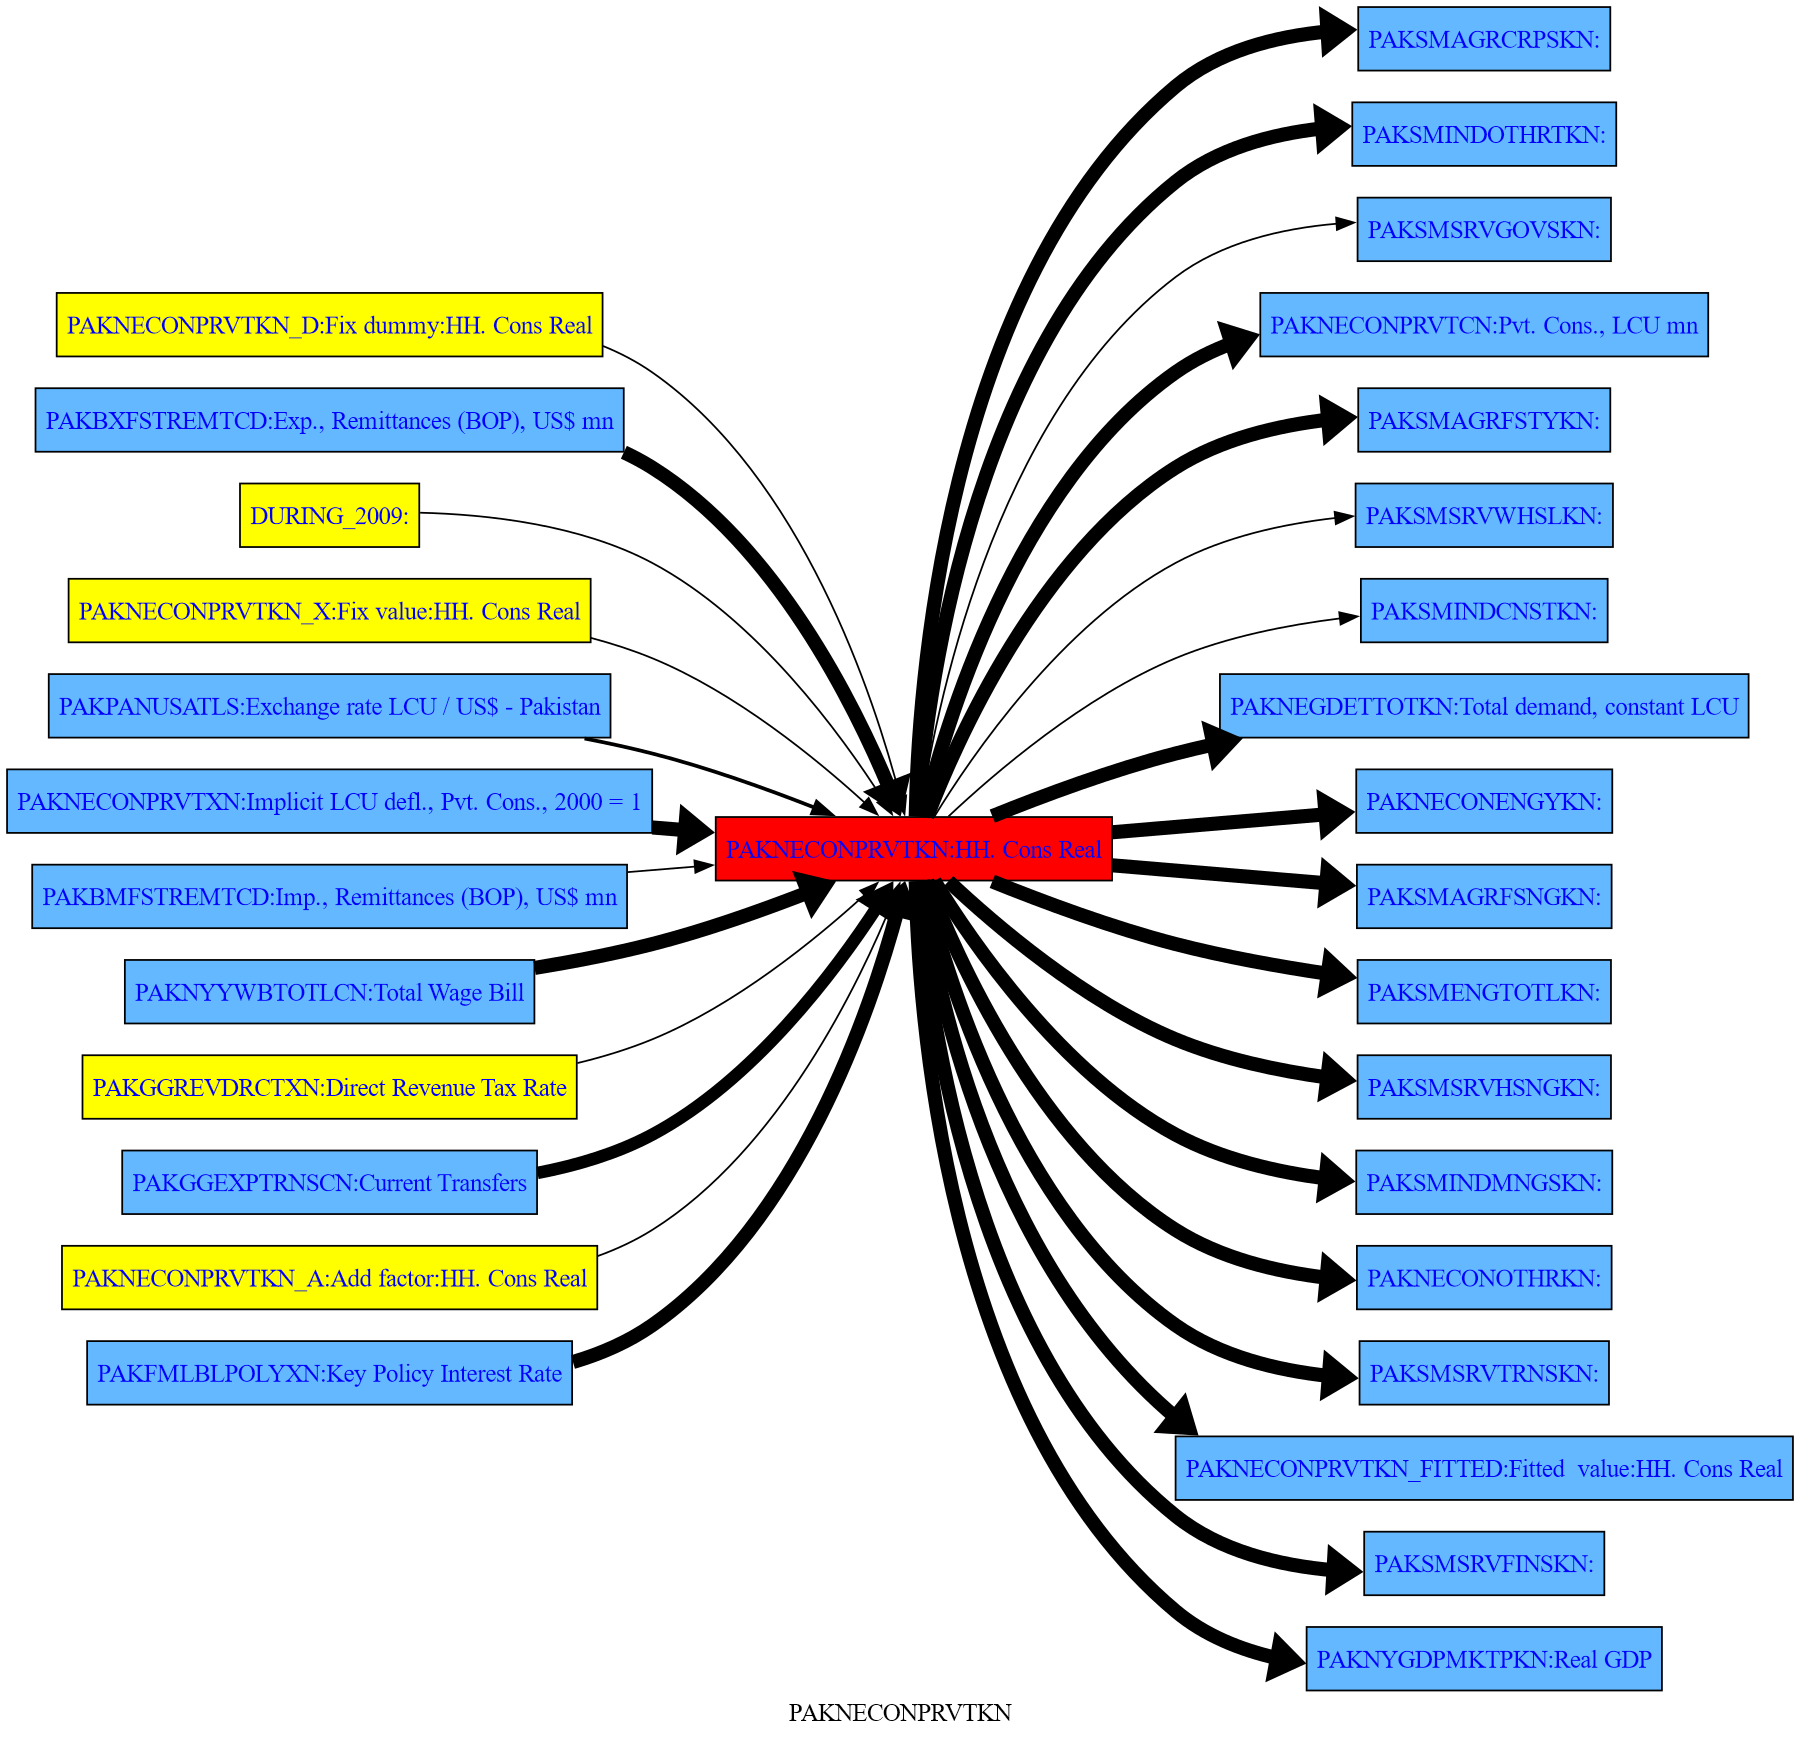 PAKSMAGRCRPSKN:
PAKSMINDOTHRTKN:
PAKSMSRVGOVSKN:
PAKNECONPRVTKN_D:Fix dummy:HH. Cons Real
PAKNECONPRVTCN:Pvt. Cons., LCU mn
PAKBXFSTREMTCD:Exp., Remittances (BOP), US$ mn
PAKSMAGRFSTYKN:
DURING_2009:
PAKSMSRVWHSLKN:
PAKNECONPRVTKN_X:Fix value:HH. Cons Real
PAKSMINDCNSTKN:
PAKPANUSATLS:Exchange rate LCU / US$ - Pakistan
PAKNEGDETTOTKN:Total demand, constant LCU
PAKNECONPRVTXN:Implicit LCU defl., Pvt. Cons., 2000 = 1
PAKNECONENGYKN:
PAKNECONPRVTKN:HH. Cons Real
PAKBMFSTREMTCD:Imp., Remittances (BOP), US$ mn
PAKSMAGRFSNGKN:
PAKNYYWBTOTLCN:Total Wage Bill
PAKSMENGTOTLKN:
PAKGGREVDRCTXN:Direct Revenue Tax Rate
PAKSMSRVHSNGKN:
PAKGGEXPTRNSCN:Current Transfers
PAKSMINDMNGSKN:
PAKNECONPRVTKN_A:Add factor:HH. Cons Real
PAKNECONOTHRKN:
PAKFMLBLPOLYXN:Key Policy Interest Rate
PAKSMSRVTRNSKN:
PAKNECONPRVTKN_FITTED:Fitted  value:HH. Cons Real
PAKSMSRVFINSKN:
PAKNYGDPMKTPKN:Real GDP
PAKNECONPRVTKN